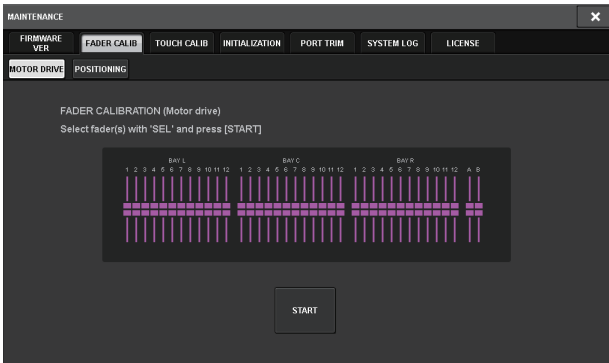 MAINTENANCE
FIRMWARE VER FADER CALIB TOUCH CALIB INITIALIZATION PORT TRIM SYSTEM LOG LICENSE
MOTOR DRIVE POSITIONING
FADER CALIBRATION (Motor drive)
Select fader(s) with 'SEL' and press [START]
BAY L BAY C BAY R
1 2 3 4 5 6 7 8 9 10 11 12 1 2 3 4 5 6 7 8 9 10 11 12 1 2 3 4 5 6 7 8 9 10 11 12 A B
START